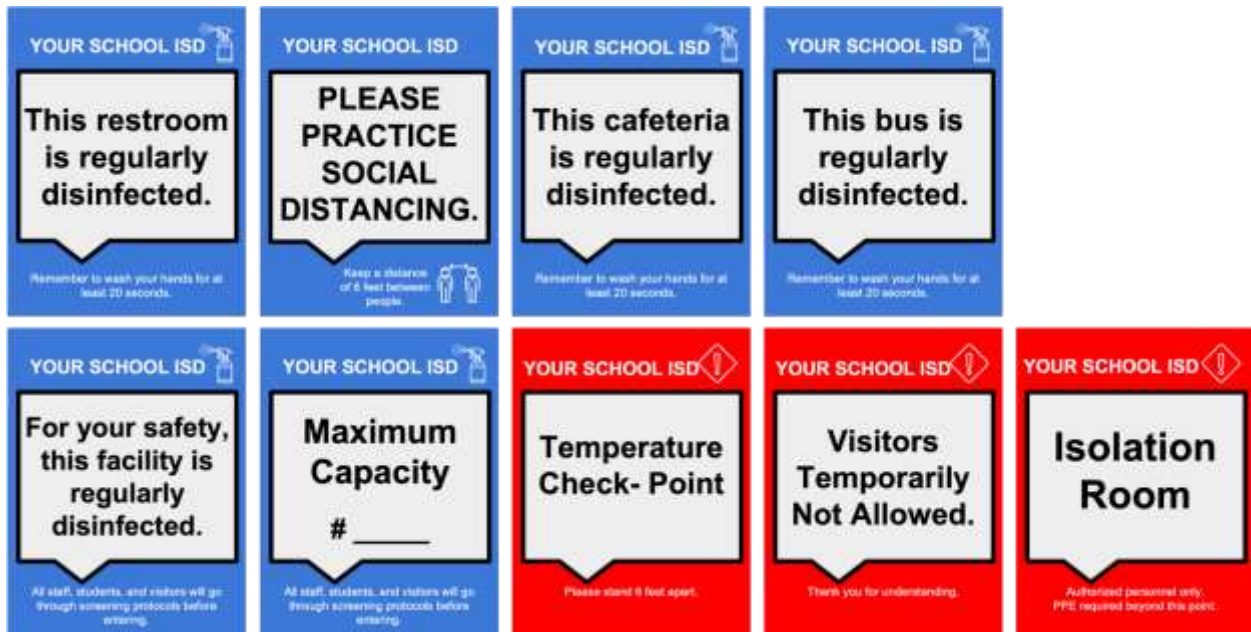 YOUR SCHOOL ISD
This restroom
is regularly
disinfected.
Remember to wash your hands for at
least 20 seconds.
YOUR SCHOOL ISD
PLEASE
PRACTICE
SOCIAL
DISTANCING.
Keep a distance
of 6 feet between
people.
YOUR SCHOOL ISD
This cafeteria
is regularly
disinfected.
Remember to wash your hands for at
least 20 seconds.
YOUR SCHOOL ISD
This bus is
regularly
disinfected.
Remember to wash your hands for at
least 20 seconds.
YOUR SCHOOL ISD
For your safety,
this facility is
regularly
disinfected.
All staff, students, and visitors will go
through screening protocols before
entering.
YOUR SCHOOL ISD
Maximum
Capacity
# _____
All staff, students, and visitors will go
through screening protocols before
entering.
YOUR SCHOOL ISD
Temperature
Check- Point
Please stand 6 feet apart.
YOUR SCHOOL ISD
Visitors
Temporarily
Not Allowed.
Thank you for understanding.
YOUR SCHOOL ISD
Isolation
Room
Authorized personnel only.
PPE required beyond this point.